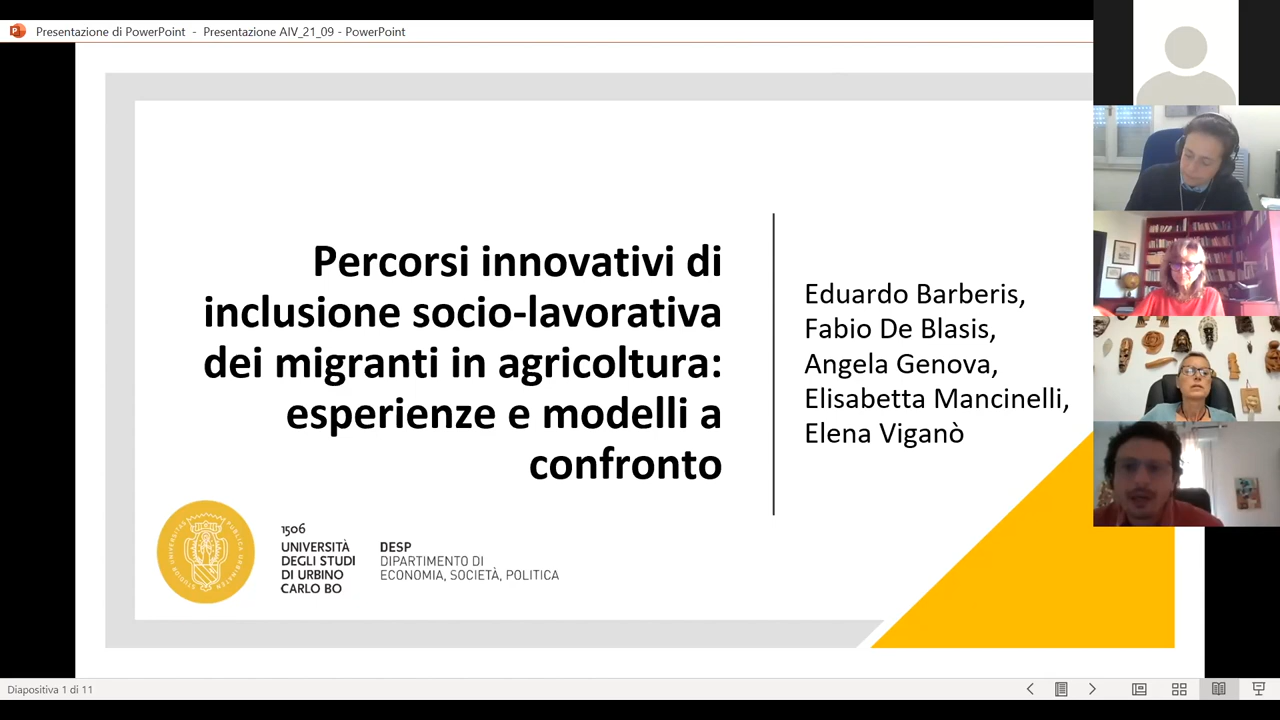 Presentazione di PowerPoint - Presentazione AIV_21_09 - PowerPoint
Percorsi innovativi di
inclusione socio-lavorativa
dei migranti in agricoltura:
esperienze e modelli a
confronto
Eduardo Barberis,
Fabio De Blasis,
Angela Genova,
Elisabetta Mancinelli,
Elena Viganò
1506
UNIVERSITÀ
DEGLI STUDI
DI URBINO
CARLO BO
DESP
DIPARTIMENTO DI
ECONOMIA, SOCIETÀ, POLITICA
Diapositiva 1 di 11